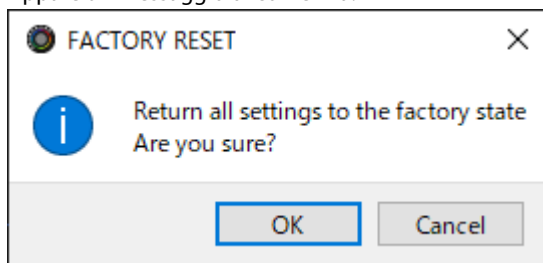 FACTORY RESET
Return all settings to the factory state
Are you sure?
OK
Cancel